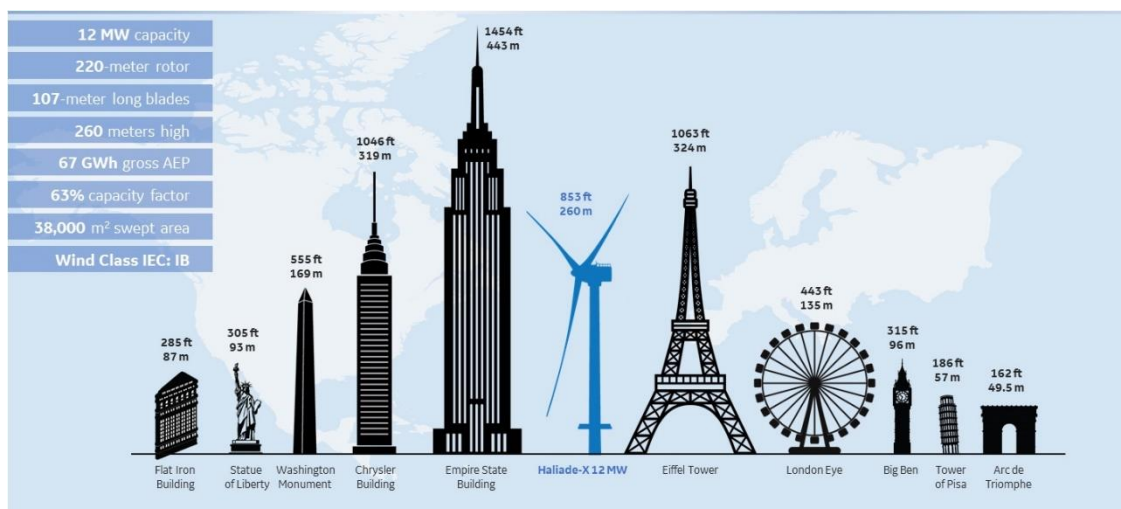 12 MW capacity
220-meter rotor
107-meter long blades
260 meters high
67 GWh gross AEP
63% capacity factor
38,000 m² swept area
Wind Class IEC: IB
285 ft
87 m
305 ft
93 m
555 ft
169 m
1046 ft
319 m
1454 ft
443 m
853 ft
260 m
1063 ft
324 m
443 ft
135 m
315 ft
96 m
186 ft
57 m
162 ft
49.5 m
Flat Iron
Building
Statue
of Liberty
Washington
Monument
Chrysler
Building
Empire State
Building
Haliade-X 12 MW
Eiffel Tower
London Eye
Big Ben
Tower
of Pisa
Arc de
Triomphe